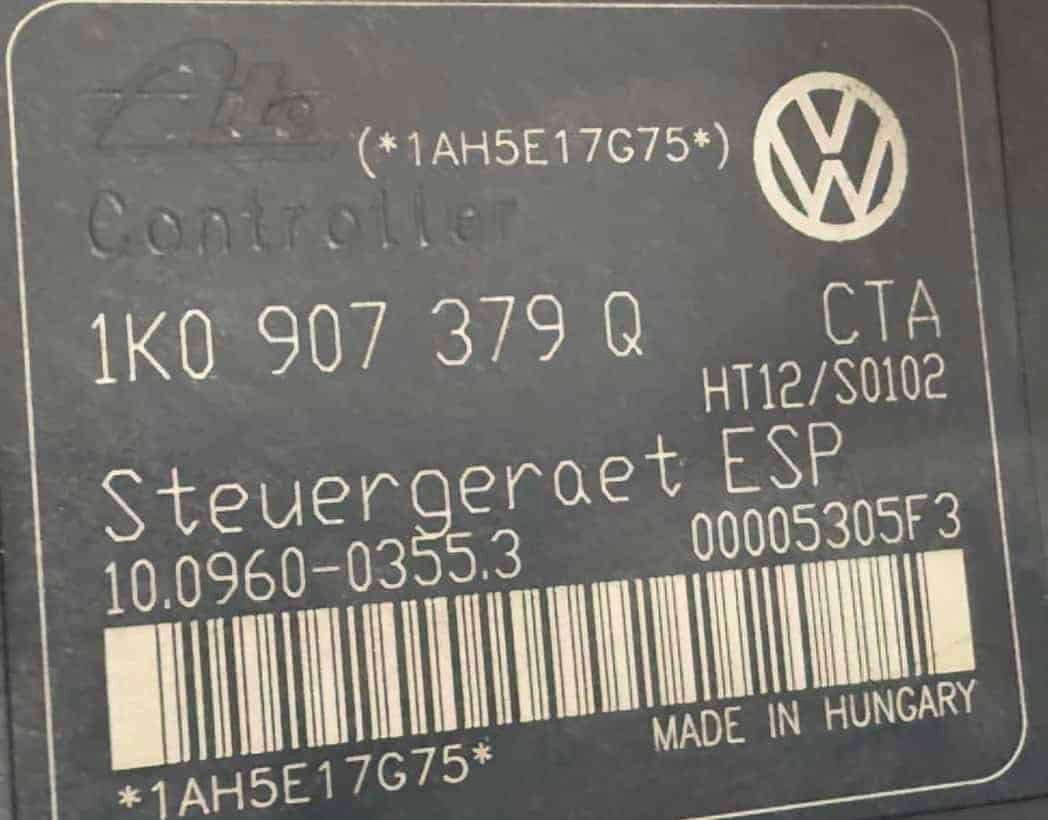 Ate
(*1AH5E17G75*)
Controller
1K0 907 379 Q
CTA
HT12/S0102
Steuergeraet ESP
10.0960-0355.3
00005305F3
MADE IN HUNGARY
*1AH5E17G75*